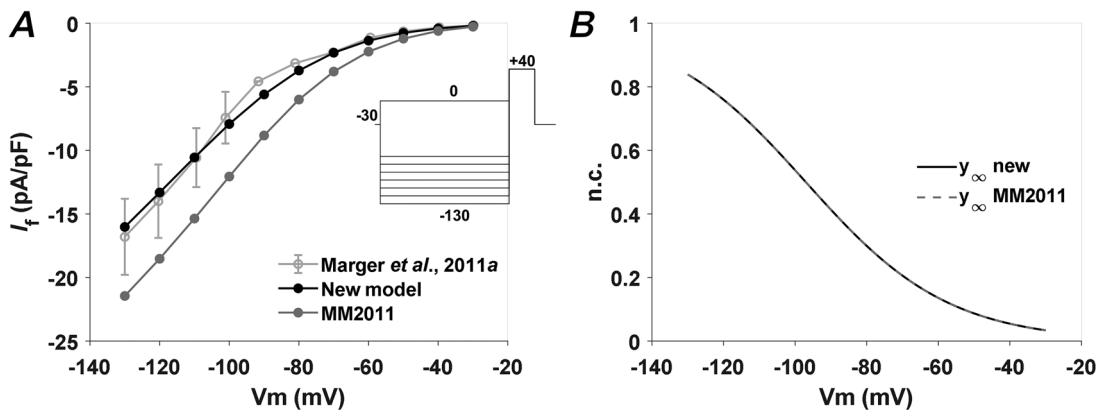 A
0
-5
-10
-15
-20
-25
I_f (pA/pF)
-140 -120 -100 -80 -60 -40 -20
Vm (mV)
+40
0
-30
-130
Marger et al., 2011a
New model
MM2011
B
1
0.8
0.6
0.4
0.2
0
n.c.
-140 -120 -100 -80 -60 -40 -20
Vm (mV)
y∞ new
y∞ MM2011